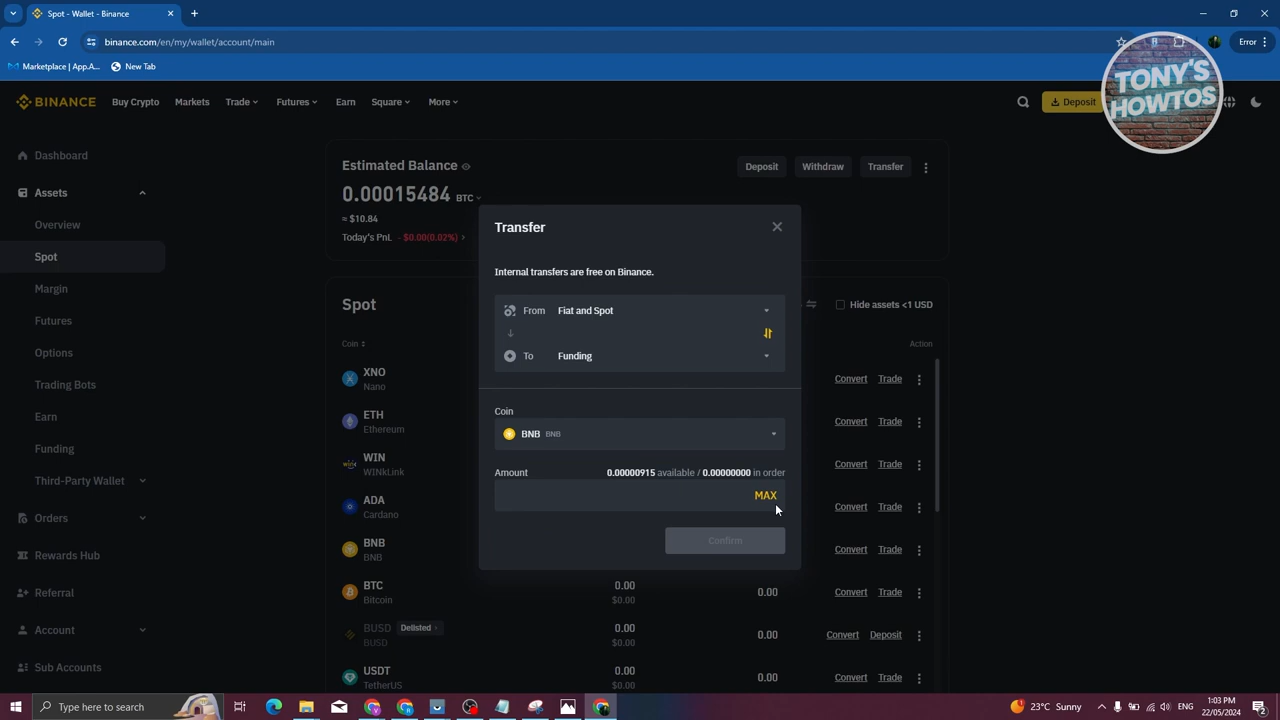 Spot - Wallet - Binance
binance.com/en/my/wallet/account/main
Error
Marketplace | App.A...
New Tab
TONY'S
HOWTOS
BINANCE
Buy Crypto
Markets
Trade
Futures
Earn
Square
More
Deposit
Dashboard
Assets
Overview
Spot
Margin
Futures
Options
Trading Bots
Earn
Funding
Third-Party Wallet
Orders
Rewards Hub
Referral
Account
Sub Accounts
Estimated Balance
Deposit
Withdraw
Transfer
0.00015484 BTC
≈ $10.84
Today's PnL - $0.00(0.02%)
Transfer
Internal transfers are free on Binance.
From Fiat and Spot
To Funding
Coin
BNB BNB
Amount 0.00000915 available / 0.00000000 in order
MAX
Confirm
Spot
Hide assets <1 USD
Coin
Action
XNO
Nano
Convert Trade
ETH
Ethereum
Convert Trade
WIN
WINkLink
Convert Trade
ADA
Cardano
Convert Trade
BNB
BNB
Convert Trade
BTC
Bitcoin
0.00
$0.00
0.00
Convert Trade
BUSD Delisted
BUSD
0.00
$0.00
0.00
Convert Deposit
USDT
TetherUS
0.00
$0.00
0.00
Convert Trade
Type here to search
23°C Sunny
ENG
1:03 PM
22/05/2024